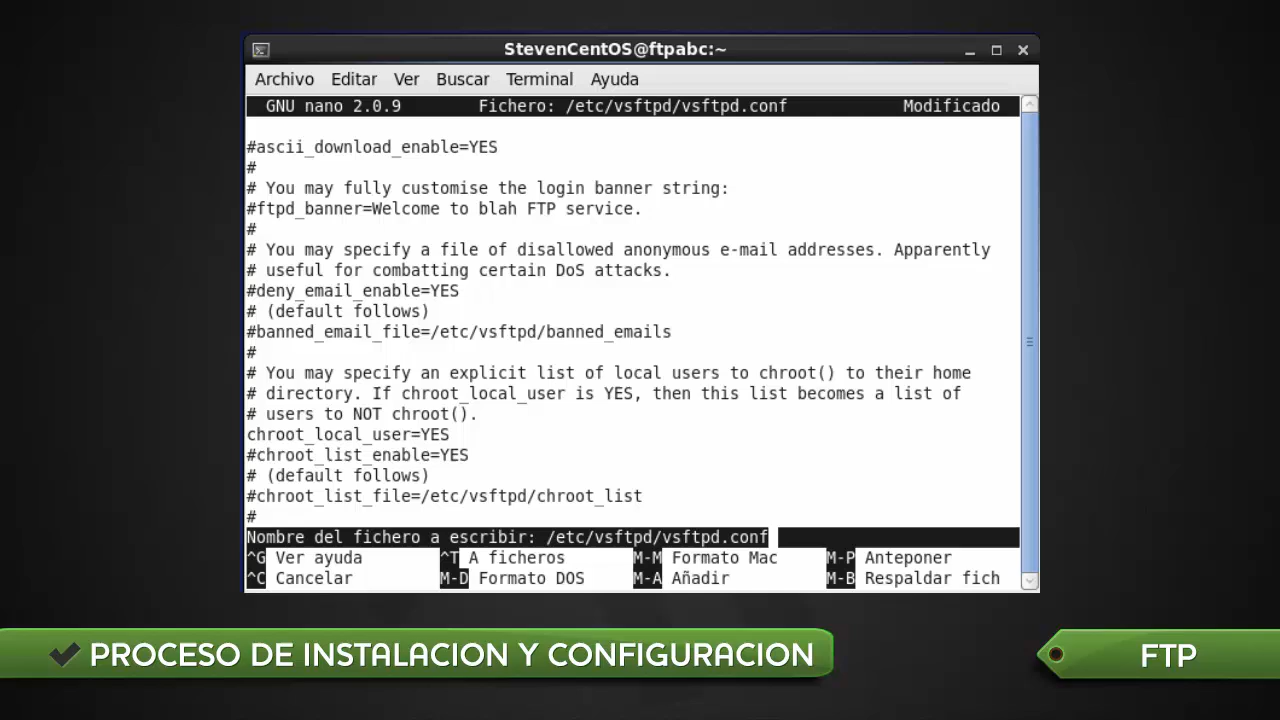 StevenCentOS@ftpabc:~
Archivo Editar Ver Buscar Terminal Ayuda
GNU nano 2.0.9 Fichero: /etc/vsftpd/vsftpd.conf Modificado
#ascii_download_enable=YES
#
# You may fully customise the login banner string:
#ftpd_banner=Welcome to blah FTP service.
#
# You may specify a file of disallowed anonymous e-mail addresses. Apparently
# useful for combatting certain DoS attacks.
#deny_email_enable=YES
# (default follows)
#banned_email_file=/etc/vsftpd/banned_emails
#
# You may specify an explicit list of local users to chroot() to their home
# directory. If chroot_local_user is YES, then this list becomes a list of
# users to NOT chroot().
chroot_local_user=YES
#chroot_list_enable=YES
# (default follows)
#chroot_list_file=/etc/vsftpd/chroot_list
#
Nombre del fichero a escribir: /etc/vsftpd/vsftpd.conf
^G Ver ayuda ^T A ficheros M-M Formato Mac M-P Anteponer
^C Cancelar M-D Formato DOS M-A Añadir M-B Respaldar fich
PROCESO DE INSTALACION Y CONFIGURACION
FTP